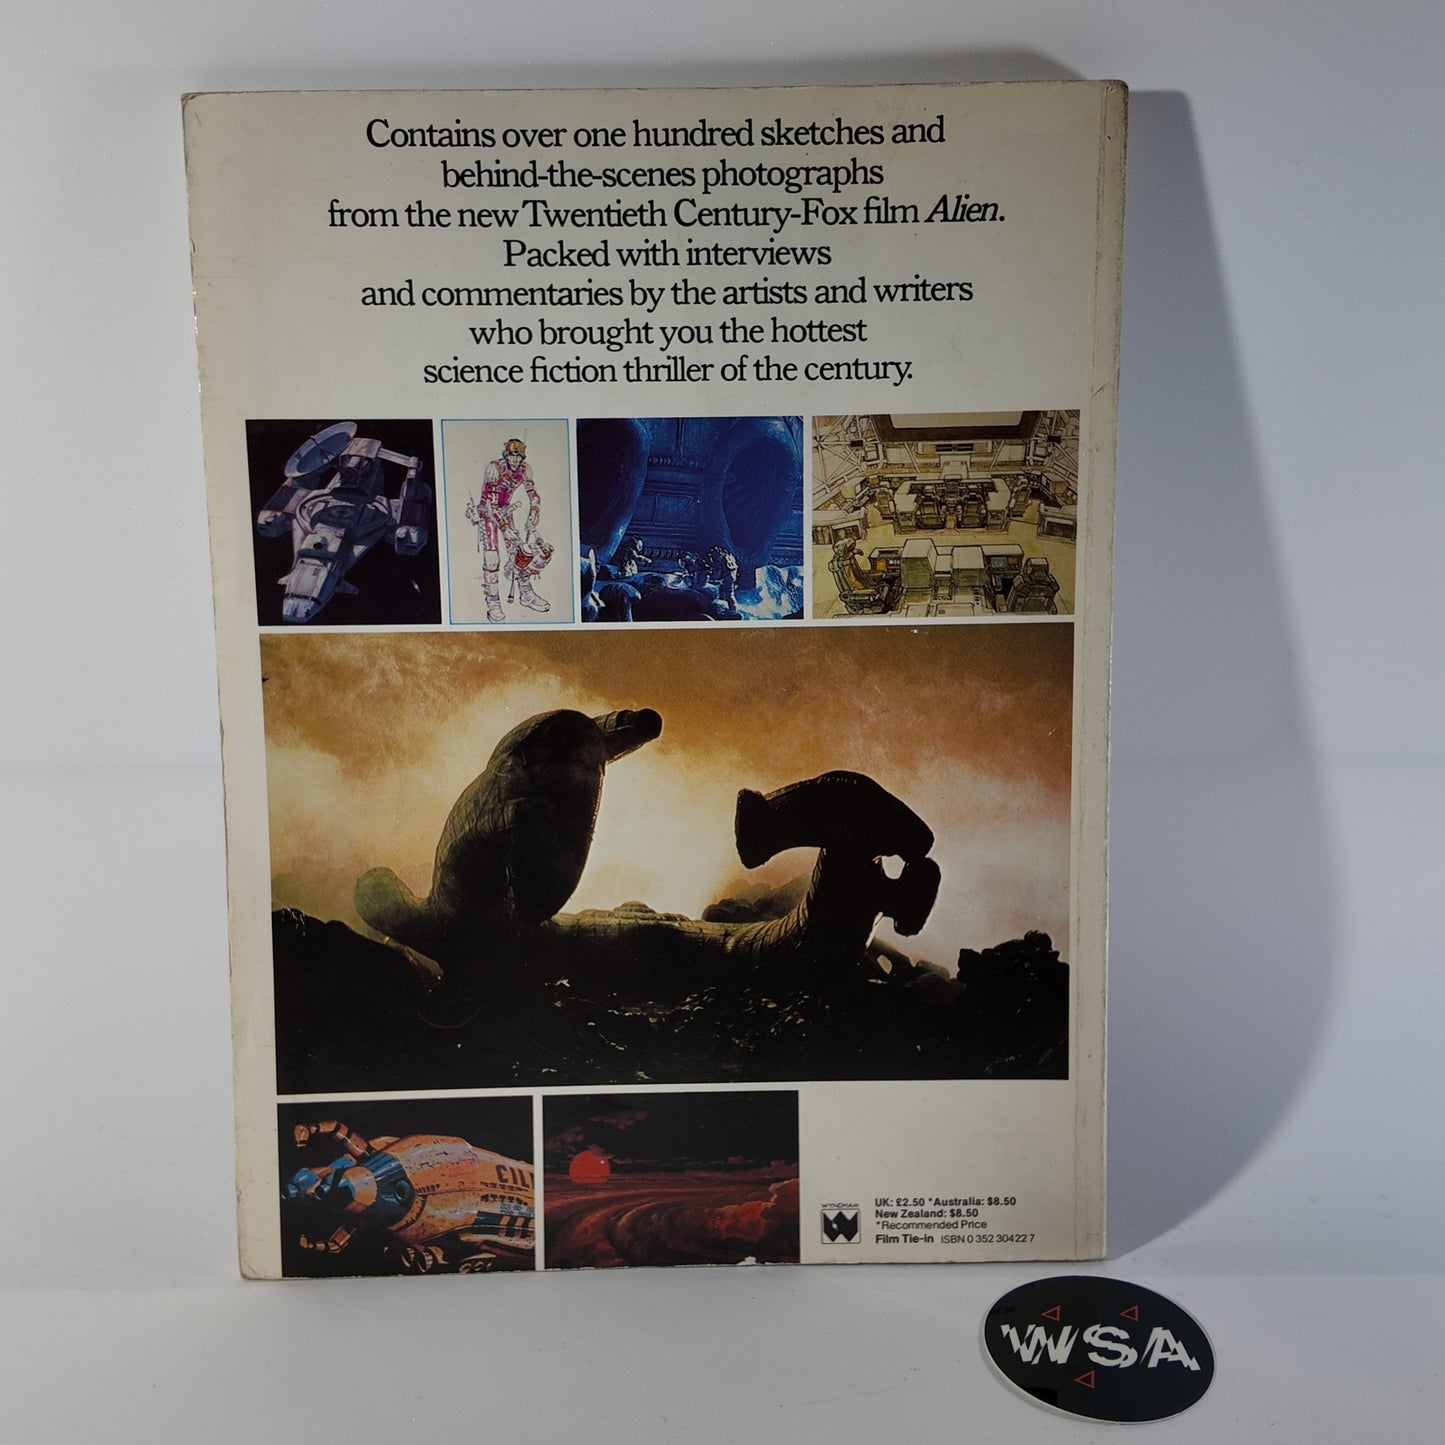 Contains over one hundred sketches and
behind-the-scenes photographs
from the new Twentieth Century-Fox film Alien.
Packed with interviews
and commentaries by the artists and writers
who brought you the hottest
science fiction thriller of the century.
CIL
WYNDHAM
W
UK: £2.50 *Australia: $8.50
New Zealand: $8.50
*Recommended Price
Film Tie-in ISBN 0 352 30422 7
WSA